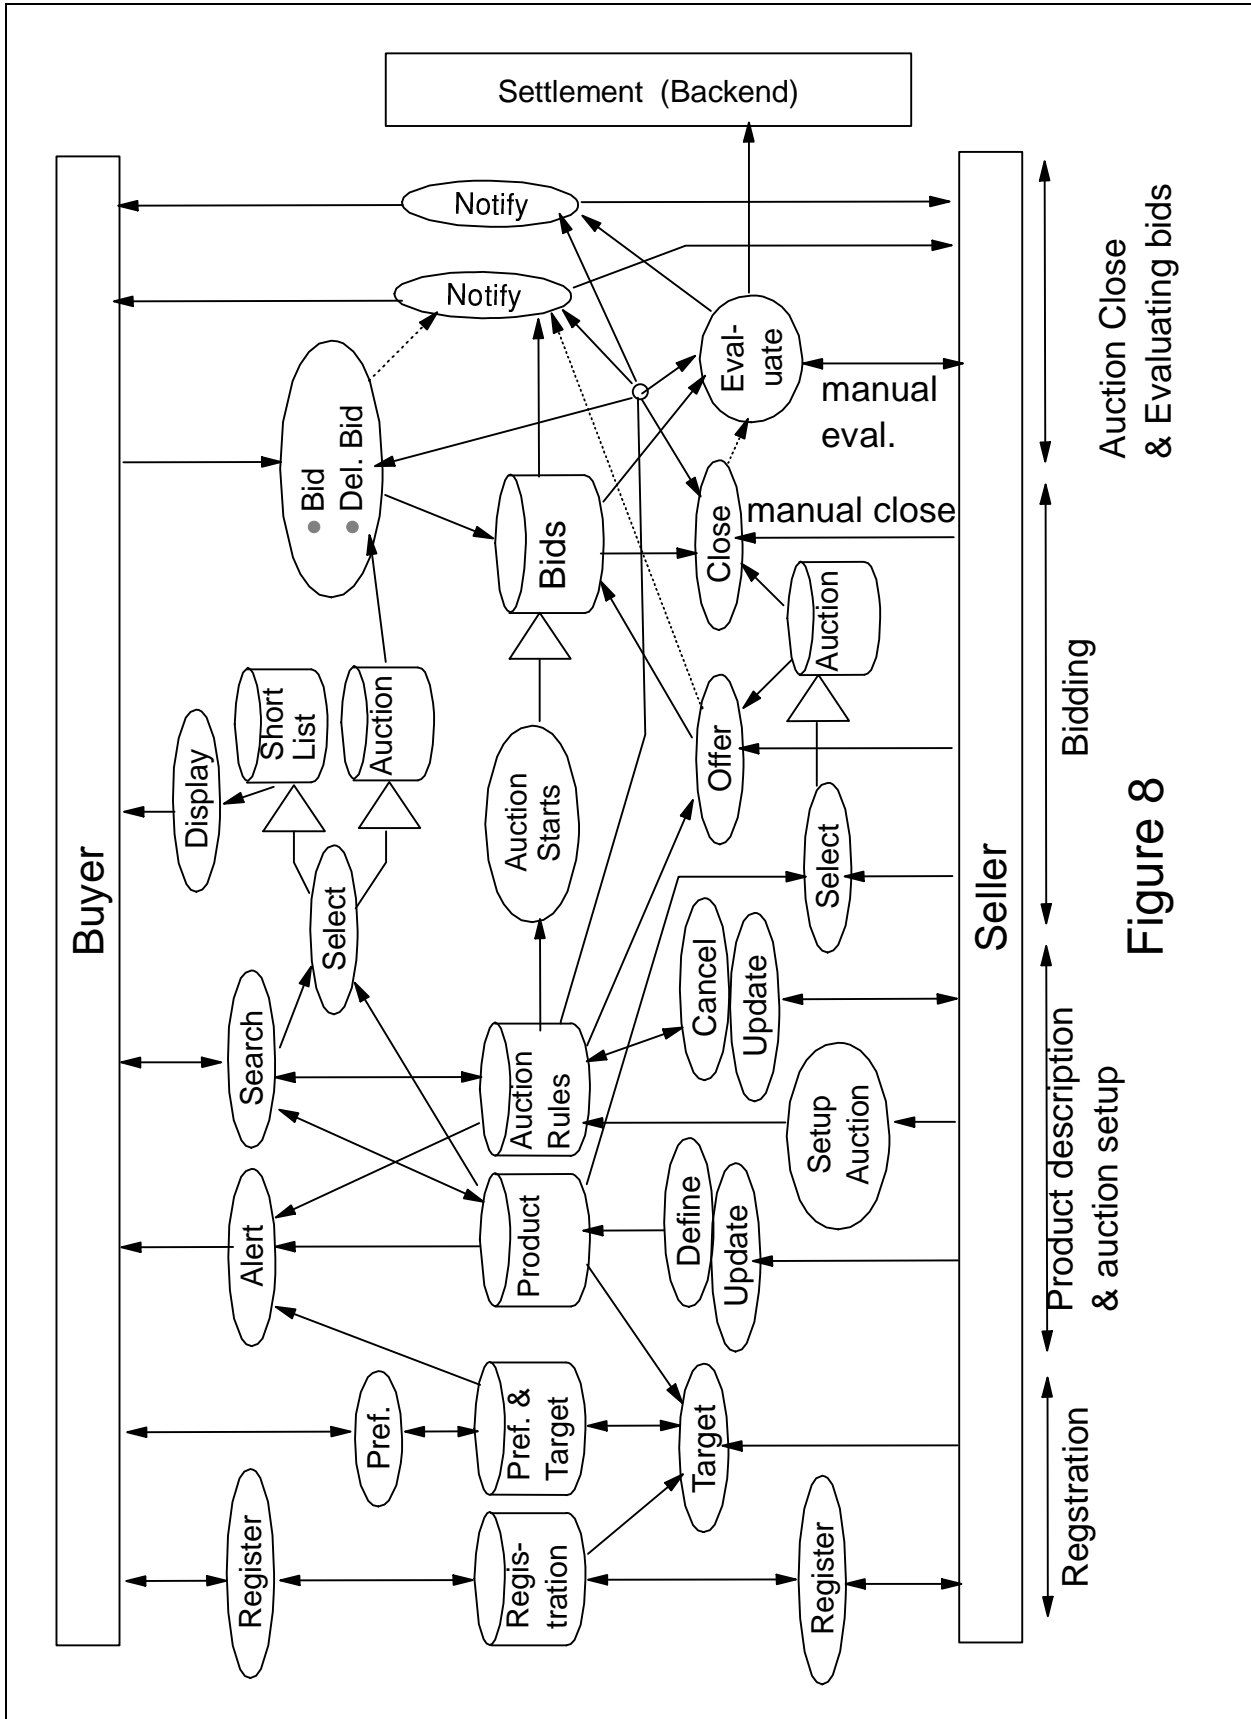 Settlement (Backend)
Buyer
Notify
Notify
• Bid
• Del. Bid
Eval-
uate
manual
eval.
Auction Close
& Evaluating bids
Bids
Close
manual close
Short
List
Auction
Auction
Display
Auction
Starts
Offer
Bidding
Select
Select
Search
Auction
Rules
Cancel
Update
Setup
Auction
Seller
Figure 8
Alert
Product
Define
Update
Product description
& auction setup
Pref.
Pref. &
Target
Target
Register
Regis-
tration
Register
Regstration